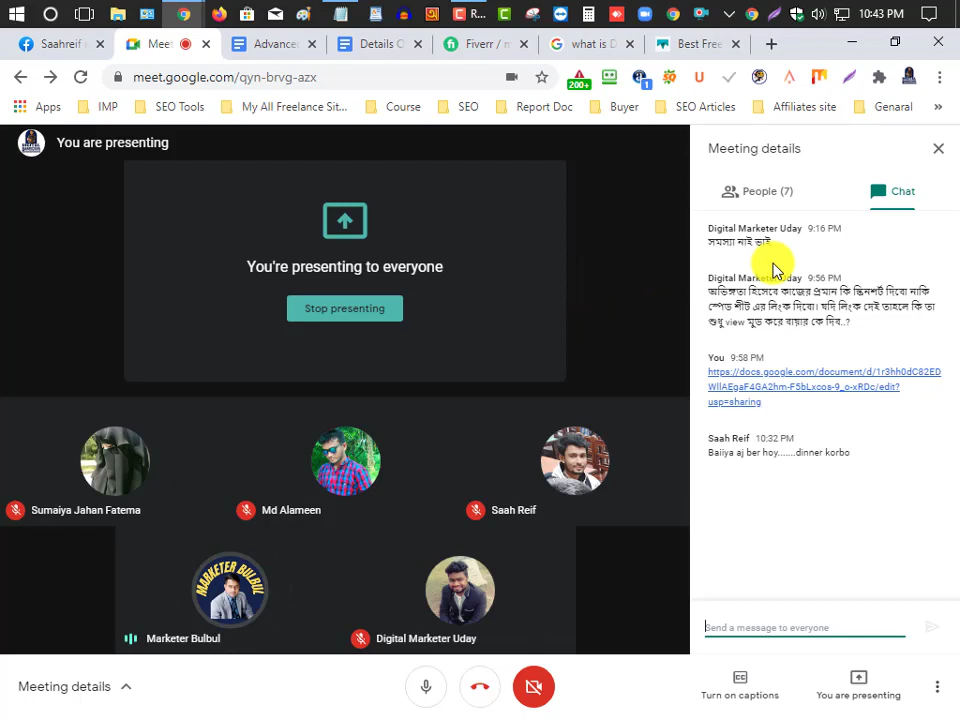 10:43 PM
Saahreif
Meet
Advance
Details O
Fiverr / m
what is D
Best Free
meet.google.com/qyn-brvg-azx
200+
1
Apps
IMP
SEO Tools
My All Freelance Sit...
Course
SEO
Report Doc
Buyer
SEO Articles
Affiliates site
Genaral
»
You are presenting
You're presenting to everyone
Stop presenting
Sumaiya Jahan Fatema
Md Alameen
Saah Reif
MARKETER BULBUL
Marketer Bulbul
Digital Marketer Uday
Meeting details
People (7)
Chat
Digital Marketer Uday 9:16 PM
সমস্যা নাই ভাই
Digital Marketer Uday 9:56 PM
অভিঙ্গতা হিসেবে কাজের প্রমান কি স্কিনশর্ট দিবো নাকি
স্পেড শীট এর লিংক দিবো। যদি লিংক দেই তাহলে কি তা
শুধু view মুড করে বায়ার কে দিব..?
You 9:58 PM
https://docs.google.com/document/d/1r3hh0dC82ED
WllAEgaF4GA2hm-F5bLxcos-9_o-xRDc/edit?
usp=sharing
Saah Reif 10:32 PM
Baiiya aj ber hoy.......dinner korbo
Send a message to everyone
Meeting details
Turn on captions
You are presenting